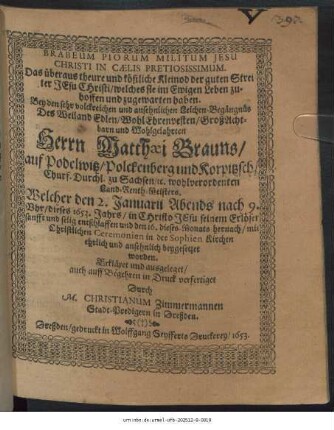 BRABEUM PIORUM MILITUM JESU
CHRISTI IN CÆLIS PRETIOSISSIMUM.
Das überaus theure und köstliche Kleinod der guten Strei-
ter JEsu Christi/ welches sie im Ewigen Leben zu-
hoffen und zugewarten haben.
Bey dem sehr volckreichen und ansehnlichen Leichen-Begängnüs
Des Weiland Edlen/ Wohl Ehrenvesten/ Groß Acht-
barn und Wohlgelahrten
Herrn Matthæi Brauns/
auf Podelwitz/ Polckenberg und Korpitzsch/
Churf. Durchl. zu Sachsen/ ꝛc. wohlverordenten
Land-Renth-Meisters.
Welcher den 2. Januarii Abends nach 9.
Vhr/ dieses 1653. Jahrs/ in Christo JEsu seinem Erlöser
sanfft und selig entschlaffen und den 16. dieses Monats hernach/ mit
Christlichen Ceremonien in der Sophien Kirchen
ehrlich und ansehnlich beygesetzet
worden.
Erkläret und ausgeleget/
auch auff Begehren in Druck verfertiget
Durch
M. CHRISTIANUM Zimmermannen
Stadt-Predigern in Dreßden.
Dreßden/ gedruckt in Wolffgang Seyfferts Druckerey/ 1653.